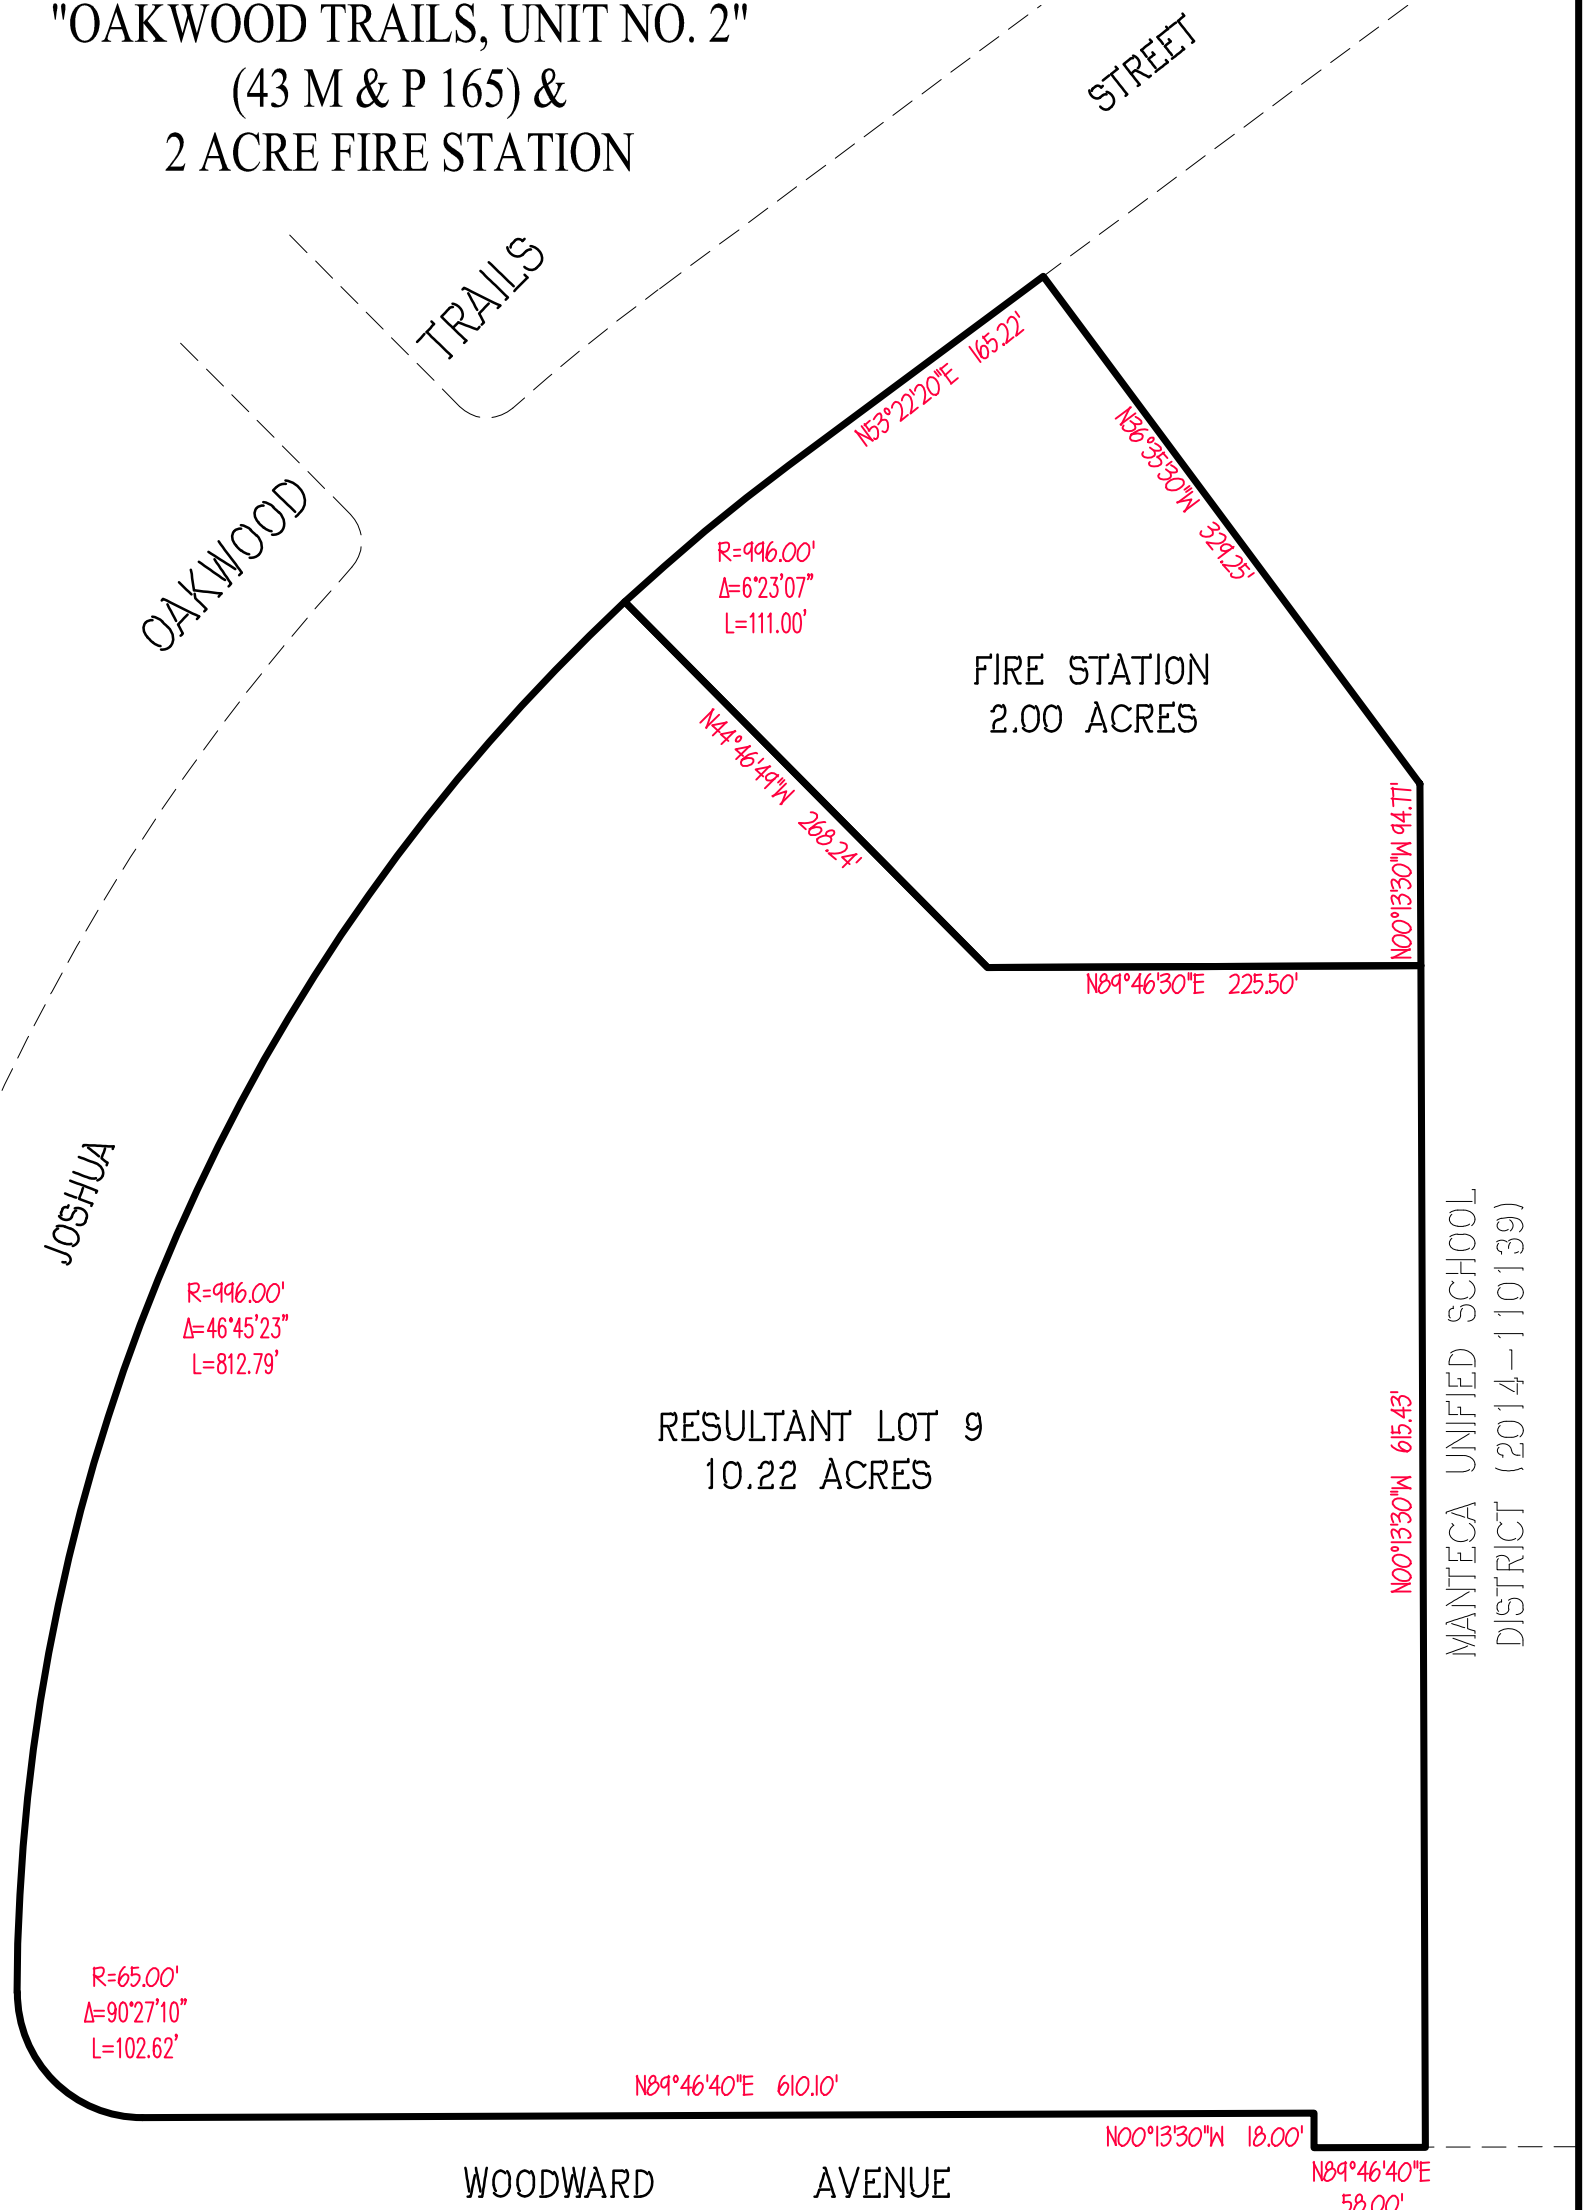 "OAKWOOD TRAILS, UNIT NO. 2"
(43 M & P 165) &
2 ACRE FIRE STATION
STREET
TRAILS
OAKWOOD
JOSHUA
N53°22'20"E 165.22'
N36°35'30"W 329.25'
R=996.00'
Δ=6°23'07"
L=111.00'
FIRE STATION
2.00 ACRES
N44°46'49"W 268.24'
N00°13'30"W 94.77'
N89°46'30"E 225.50'
R=996.00'
Δ=46°45'23"
L=812.79'
RESULTANT LOT 9
10.22 ACRES
N00°13'30"W 615.43'
MANTECA UNIFIED SCHOOL
DISTRICT (2014-110139)
R=65.00'
Δ=90°27'10"
L=102.62'
N89°46'40"E 610.10'
N00°13'30"W 18.00'
N89°46'40"E
58.00'
WOODWARD AVENUE